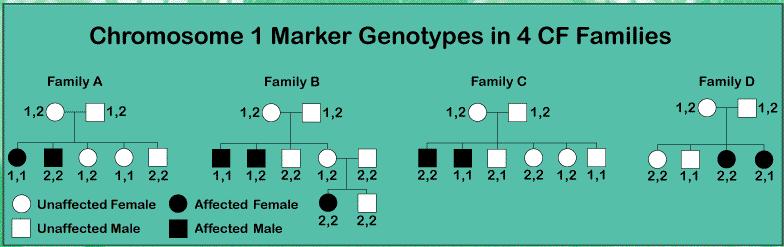 Chromosome 1 Marker Genotypes in 4 CF Families
Family A Family B Family C Family D
1,2 1,2 1,2 1,2 1,2 1,2 1,2 1,2
1,1 2,2 1,2 1,1 2,2 1,1 1,2 2,2 1,2 2,2 2,2 1,1 2,1 2,2 1,2 1,1 2,2 1,1 2,2 2,1
Unaffected Female Affected Female 2,2 2,2
Unaffected Male Affected Male